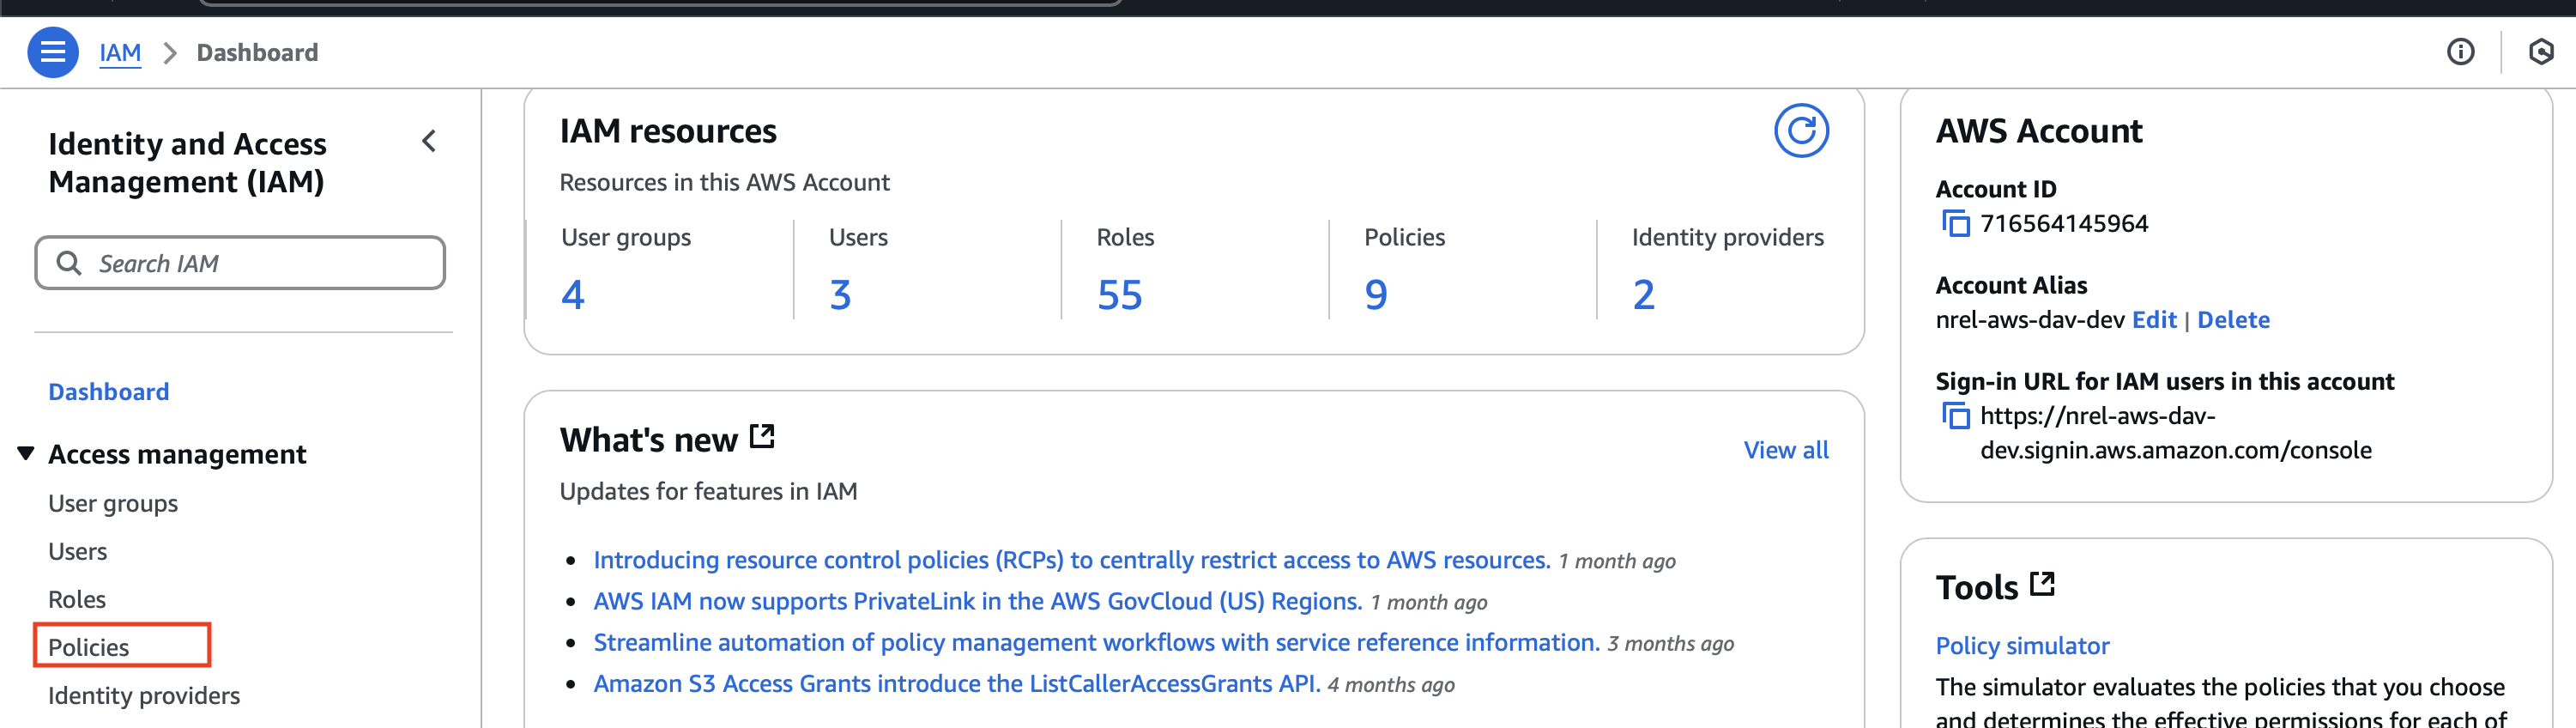 IAM > Dashboard
Identity and Access
Management (IAM)
Search IAM
Dashboard
Access management
User groups
Users
Roles
Policies
Identity providers
IAM resources
Resources in this AWS Account
User groups
4
Users
3
Roles
55
Policies
9
Identity providers
2
What's new
View all
Updates for features in IAM
• Introducing resource control policies (RCPs) to centrally restrict access to AWS resources. 1 month ago
• AWS IAM now supports PrivateLink in the AWS GovCloud (US) Regions. 1 month ago
• Streamline automation of policy management workflows with service reference information. 3 months ago
• Amazon S3 Access Grants introduce the ListCallerAccessGrants API. 4 months ago
AWS Account
Account ID
716564145964
Account Alias
nrel-aws-dav-dev Edit | Delete
Sign-in URL for IAM users in this account
https://nrel-aws-dav-
dev.signin.aws.amazon.com/console
Tools
Policy simulator
The simulator evaluates the policies that you choose
and determines the effective permissions for each of